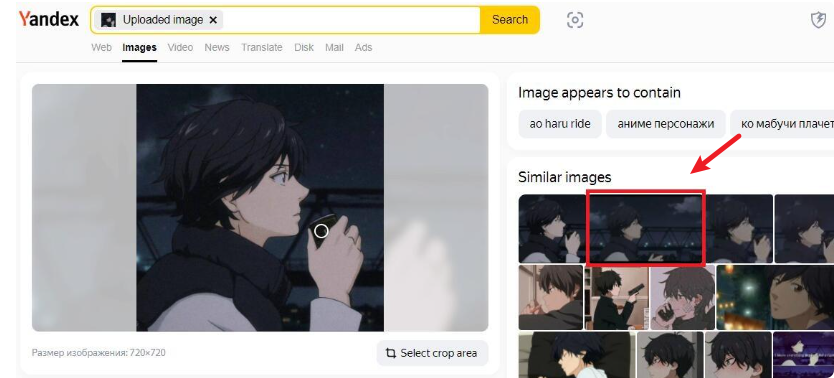 Yandex
Uploaded image ×
Search
Web Images Video News Translate Disk Mail Ads
Image appears to contain
ao haru ride аниме персонажи ко мабучи плачет
Similar images
Размер изображения: 720×720
Select crop area